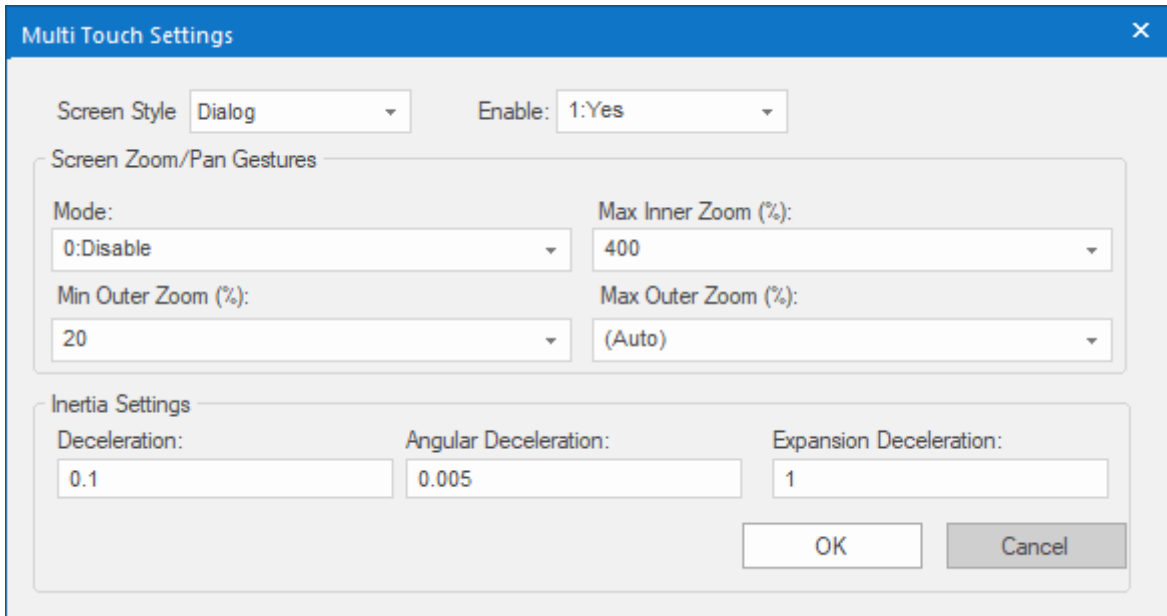 Multi Touch Settings
Screen Style Dialog Enable: 1:Yes
Screen Zoom/Pan Gestures
Mode: Max Inner Zoom (%):
0:Disable 400
Min Outer Zoom (%): Max Outer Zoom (%):
20 (Auto)
Inertia Settings
Deceleration: Angular Deceleration: Expansion Deceleration:
0.1 0.005 1
OK Cancel